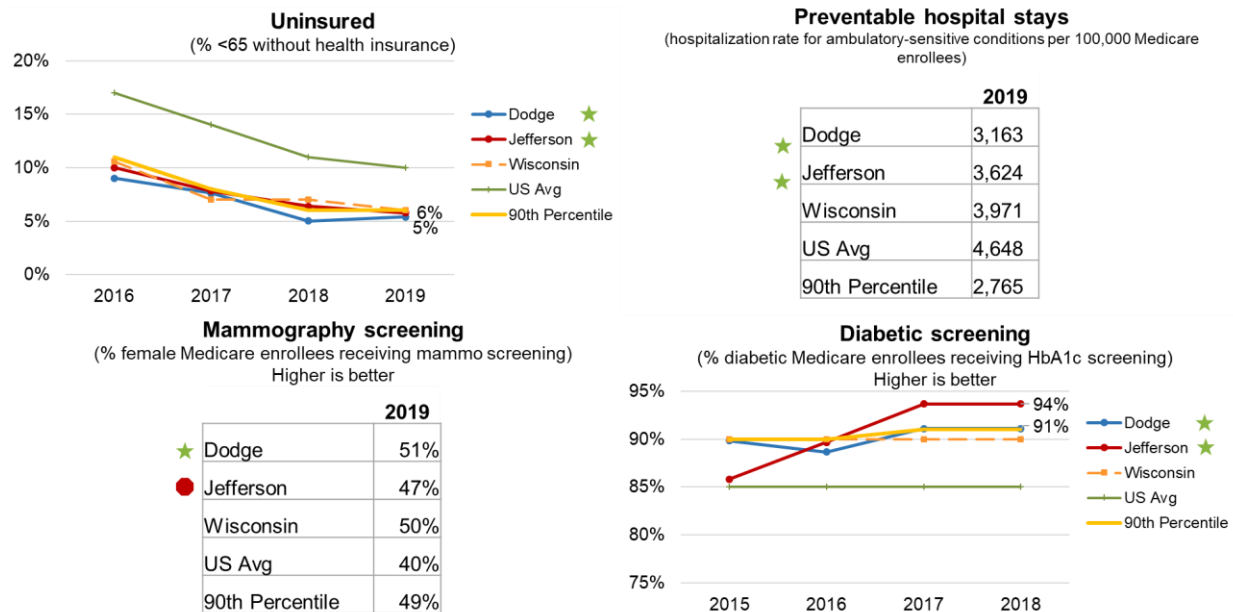 Uninsured
(% <65 without health insurance)
20%
15%
10%
5%
0%
6%
5%
2016 2017 2018 2019
Dodge
Jefferson
Wisconsin
US Avg
90th Percentile
Preventable hospital stays
(hospitalization rate for ambulatory-sensitive conditions per 100,000 Medicare
enrollees)
2019
Dodge 3,163
Jefferson 3,624
Wisconsin 3,971
US Avg 4,648
90th Percentile 2,765
Mammography screening
(% female Medicare enrollees receiving mammo screening)
Higher is better
2019
Dodge 51%
Jefferson 47%
Wisconsin 50%
US Avg 40%
90th Percentile 49%
Diabetic screening
(% diabetic Medicare enrollees receiving HbA1c screening)
Higher is better
95%
90%
85%
80%
75%
94%
91%
2015 2016 2017 2018
Dodge
Jefferson
Wisconsin
US Avg
90th Percentile